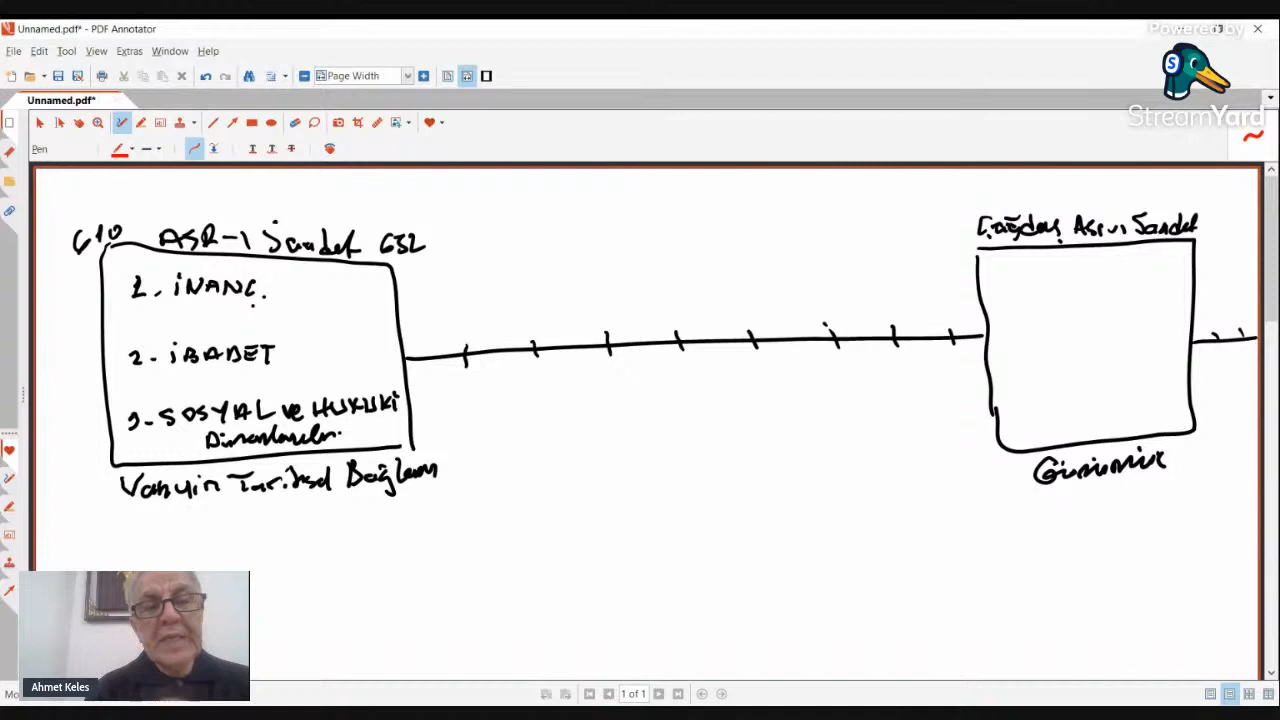 Unnamed.pdf* - PDF Annotator
Powered by
File Edit Tool View Extras Window Help
Page Width
StreamYard
Unnamed.pdf*
Pen
610 ASR-I Saadet 632
Çağdaş Asrı Saadet
1. İNANÇ.
2- İBADET
3- SOSYAL ve HUKUKİ
Vahyin Tarihsel Bağlamı
Günümüz
Ahmet Keles
1 of 1